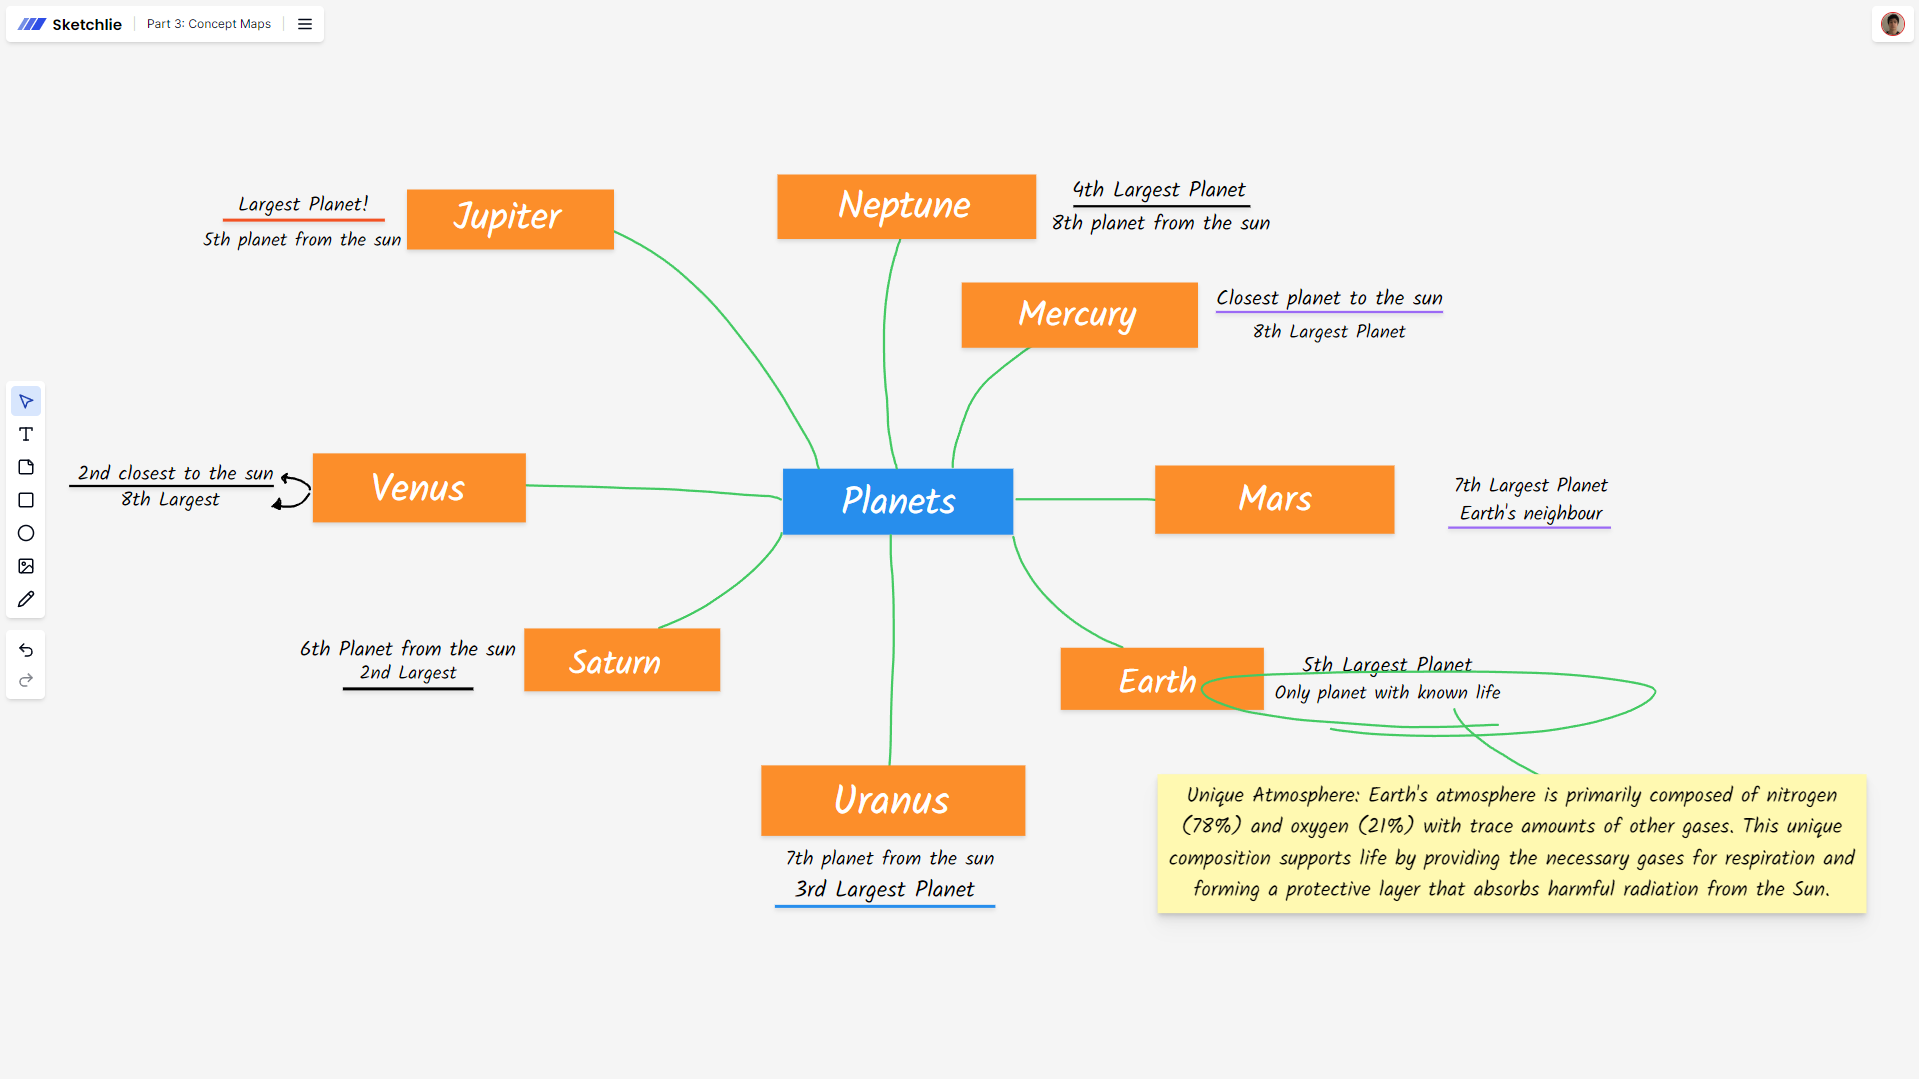 Sketchlie
Part 3: Concept Maps
Largest Planet!
5th planet from the sun
Jupiter
Neptune
4th Largest Planet
8th planet from the sun
Mercury
Closest planet to the sun
8th Largest Planet
2nd closest to the sun
8th Largest
Venus
Planets
Mars
7th Largest Planet
Earth's neighbour
6th Planet from the sun
2nd Largest
Saturn
Earth
5th Largest Planet
Only planet with known life
Uranus
7th planet from the sun
3rd Largest Planet
Unique Atmosphere: Earth's atmosphere is primarily composed of nitrogen
(78%) and oxygen (21%) with trace amounts of other gases. This unique
composition supports life by providing the necessary gases for respiration and
forming a protective layer that absorbs harmful radiation from the Sun.